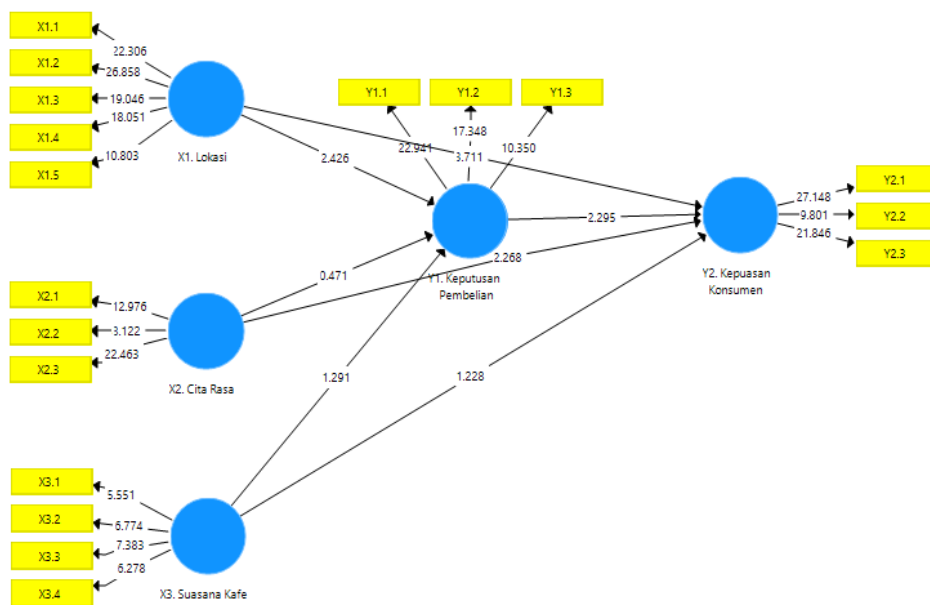 X1.1
X1.2
X1.3
X1.4
X1.5
22.306
26.858
19.046
18.051
10.803
X1. Lokasi
Y1.1
Y1.2
Y1.3
22.941
17.348
10.350
3.711
2.426
Y1. Keputusan
Pembelian
2.295
2.268
0.471
Y2. Kepuasan
Konsumen
27.148
9.801
21.846
Y2.1
Y2.2
Y2.3
X2.1
X2.2
X2.3
12.976
3.122
22.463
X2. Cita Rasa
1.291
1.228
X3.1
X3.2
X3.3
X3.4
5.551
6.774
7.383
6.278
X3. Suasana Kafe